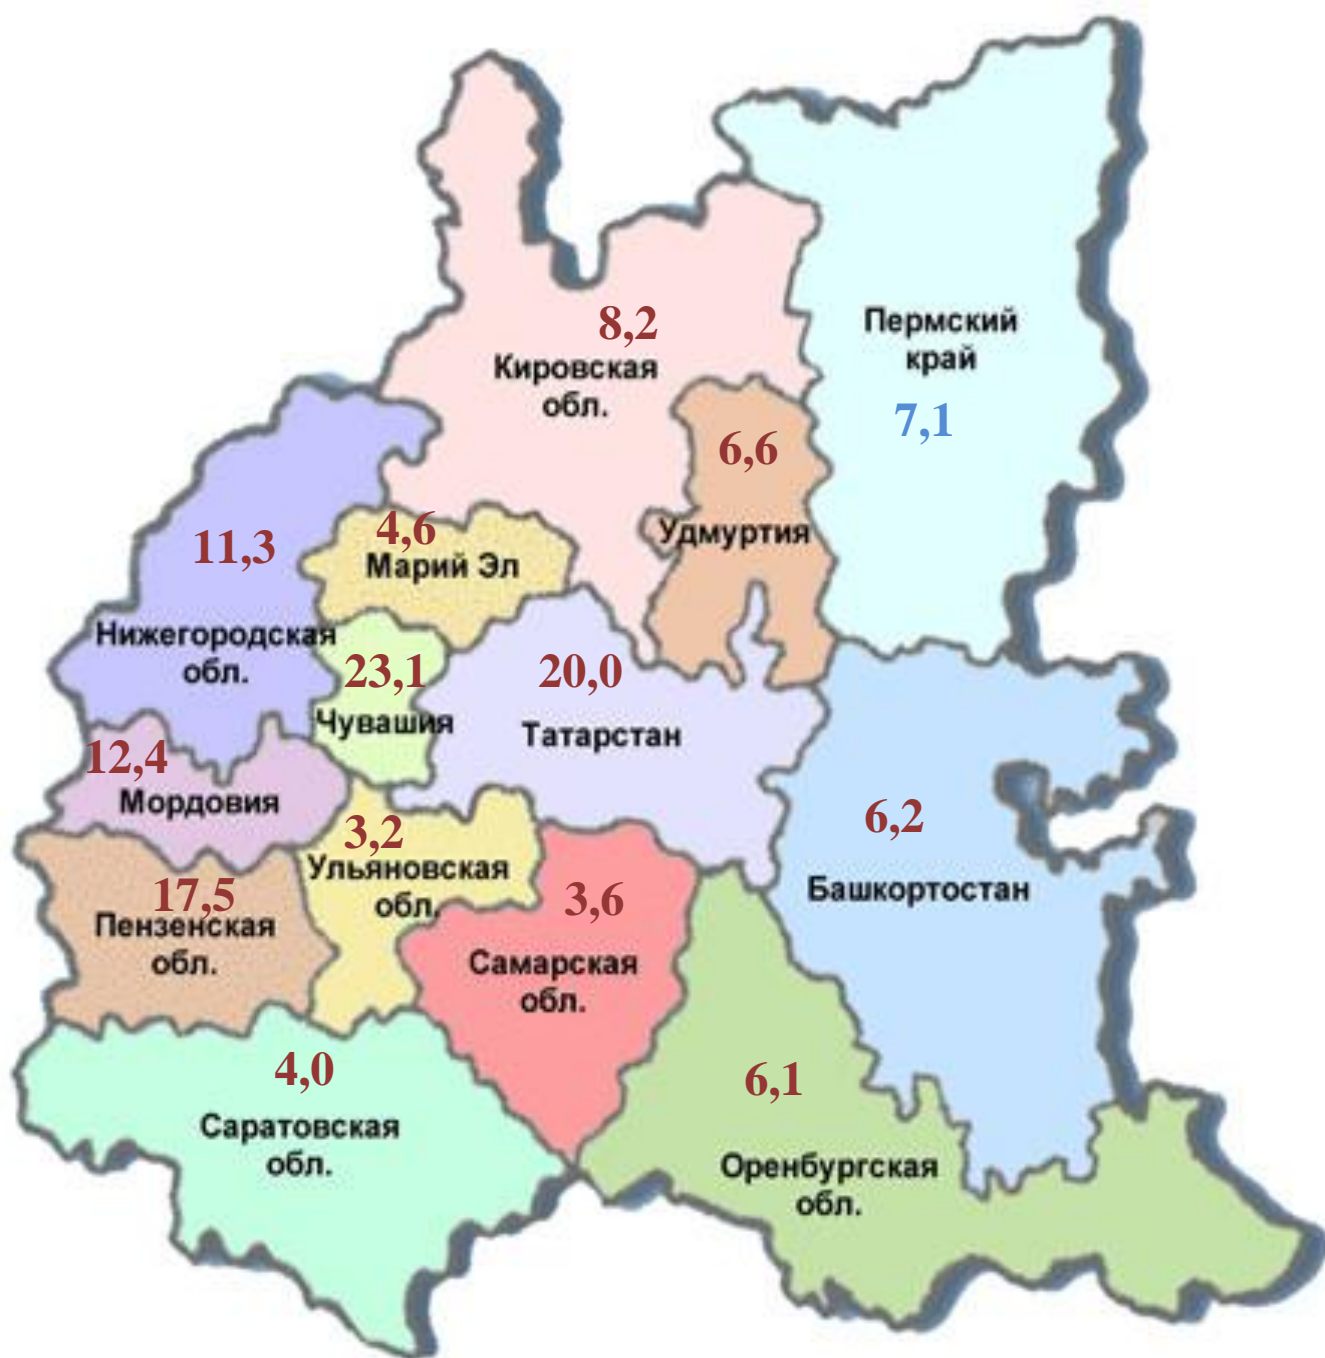 8,2
Кировская
обл.
Пермский
край
7,1
6,6
Удмуртия
11,3
Нижегородская
обл.
4,6
Марий Эл
23,1
Чувашия
20,0
Татарстан
12,4
Мордовия
3,2
Ульяновская
обл.
6,2
Башкортостан
17,5
Пензенская
обл.
3,6
Самарская
обл.
4,0
Саратовская
обл.
6,1
Оренбургская
обл.